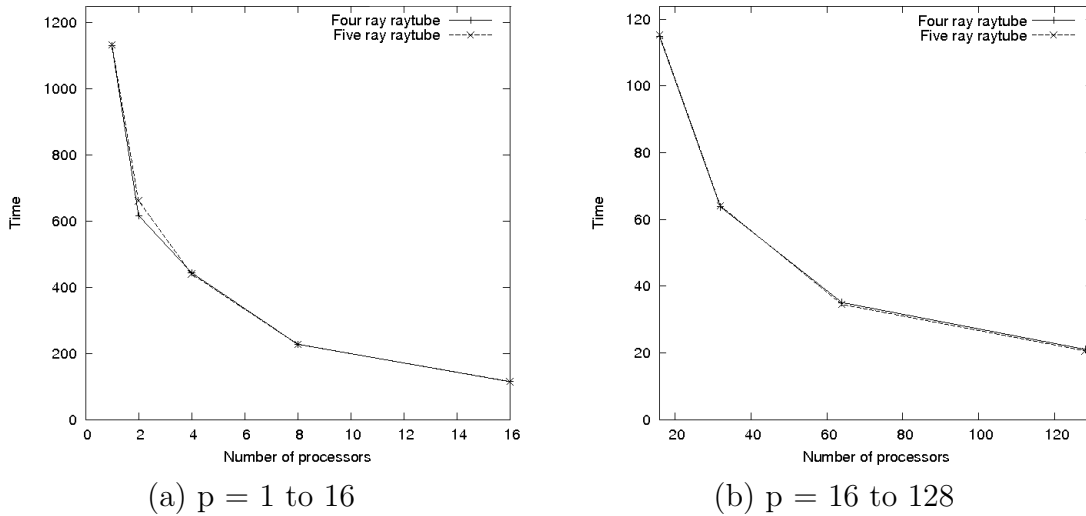 1200
1000
800
600
400
200
0
Time
0 2 4 6 8 10 12 14 16
Number of processors
Four ray raytube
Five ray raytube
(a) p = 1 to 16
120
100
80
60
40
20
0
Time
20 40 60 80 100 120
Number of processors
Four ray raytube
Five ray raytube
(b) p = 16 to 128